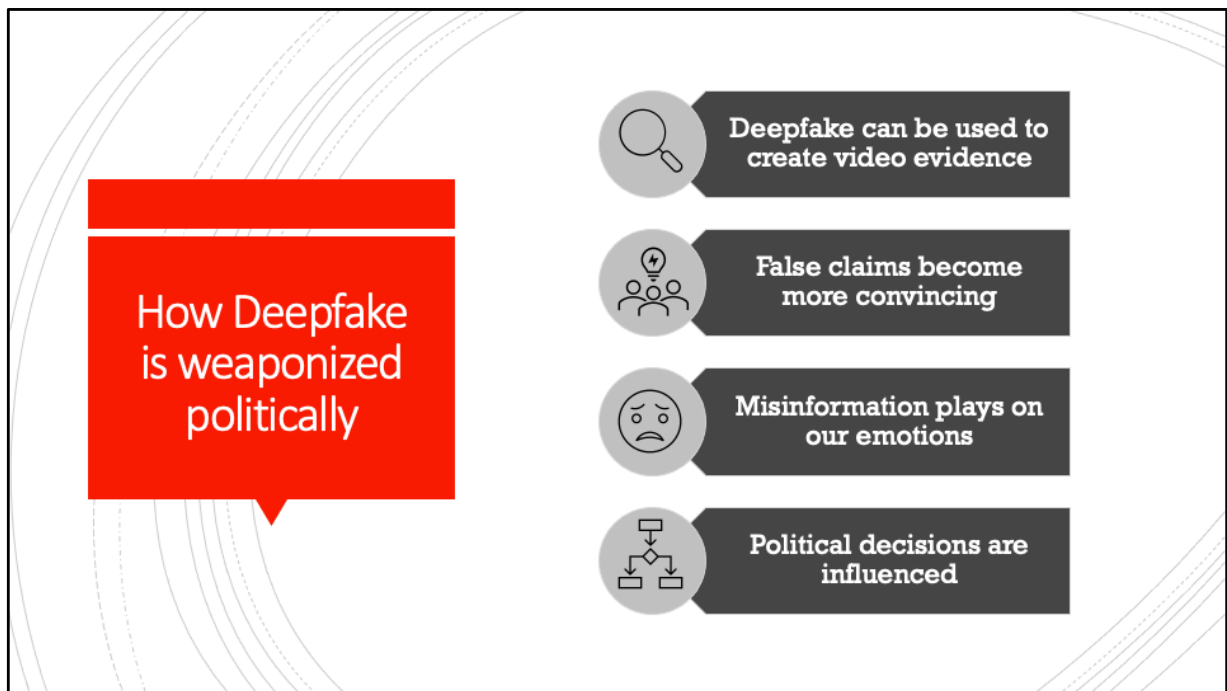 How Deepfake
is weaponized
politically
Deepfake can be used to
create video evidence
False claims become
more convincing
Misinformation plays on
our emotions
Political decisions are
influenced